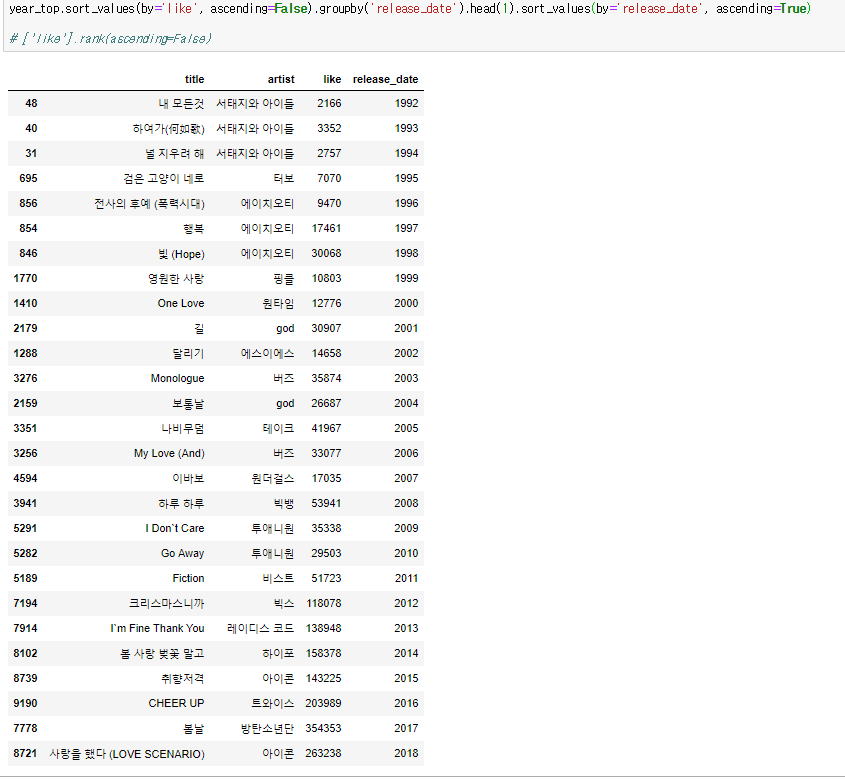 year_top.sort_values(by='like', ascending=False).groupby('release_date').head(1).sort_values(by='release_date', ascending=True)
# ['like'].rank(ascending=False)
title artist like release_date
48 내 모든것 서태지와 아이들 2166 1992
40 하여가(何如歌) 서태지와 아이들 3352 1993
31 널 지우려 해 서태지와 아이들 2757 1994
695 검은 고양이 네로 터보 7070 1995
856 전사의 후예 (폭력시대) 에이치오티 9470 1996
854 행복 에이치오티 17461 1997
846 빛 (Hope) 에이치오티 30068 1998
1770 영원한 사랑 핑클 10803 1999
1410 One Love 원타임 12776 2000
2179 길 god 30907 2001
1288 달리기 에스이에스 14658 2002
3276 Monologue 버즈 35874 2003
2159 보통날 god 26687 2004
3351 나비무덤 테이크 41967 2005
3256 My Love (And) 버즈 33077 2006
4594 이바보 원더걸스 17035 2007
3941 하루 하루 빅뱅 53941 2008
5291 I Don`t Care 투애니원 35338 2009
5282 Go Away 투애니원 29503 2010
5189 Fiction 비스트 51723 2011
7194 크리스마스니까 빅스 118078 2012
7914 I`m Fine Thank You 레이디스 코드 138948 2013
8102 봄 사랑 벚꽃 말고 하이포 158378 2014
8739 취향저격 아이콘 143225 2015
9190 CHEER UP 트와이스 203989 2016
7778 봄날 방탄소년단 354353 2017
8721 사랑을 했다 (LOVE SCENARIO) 아이콘 263238 2018